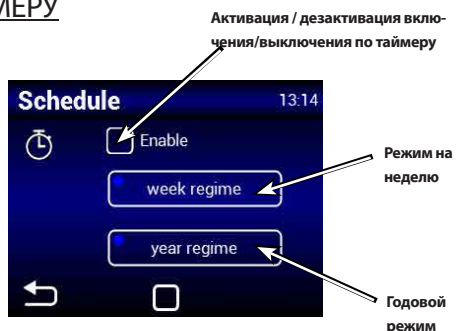 МЕРУ
Активация / дезактивация вклю-
чения/выключения по таймеру
Schedule 13:14
Enable
week regime
Режим на
неделю
year regime
Годовой
режим